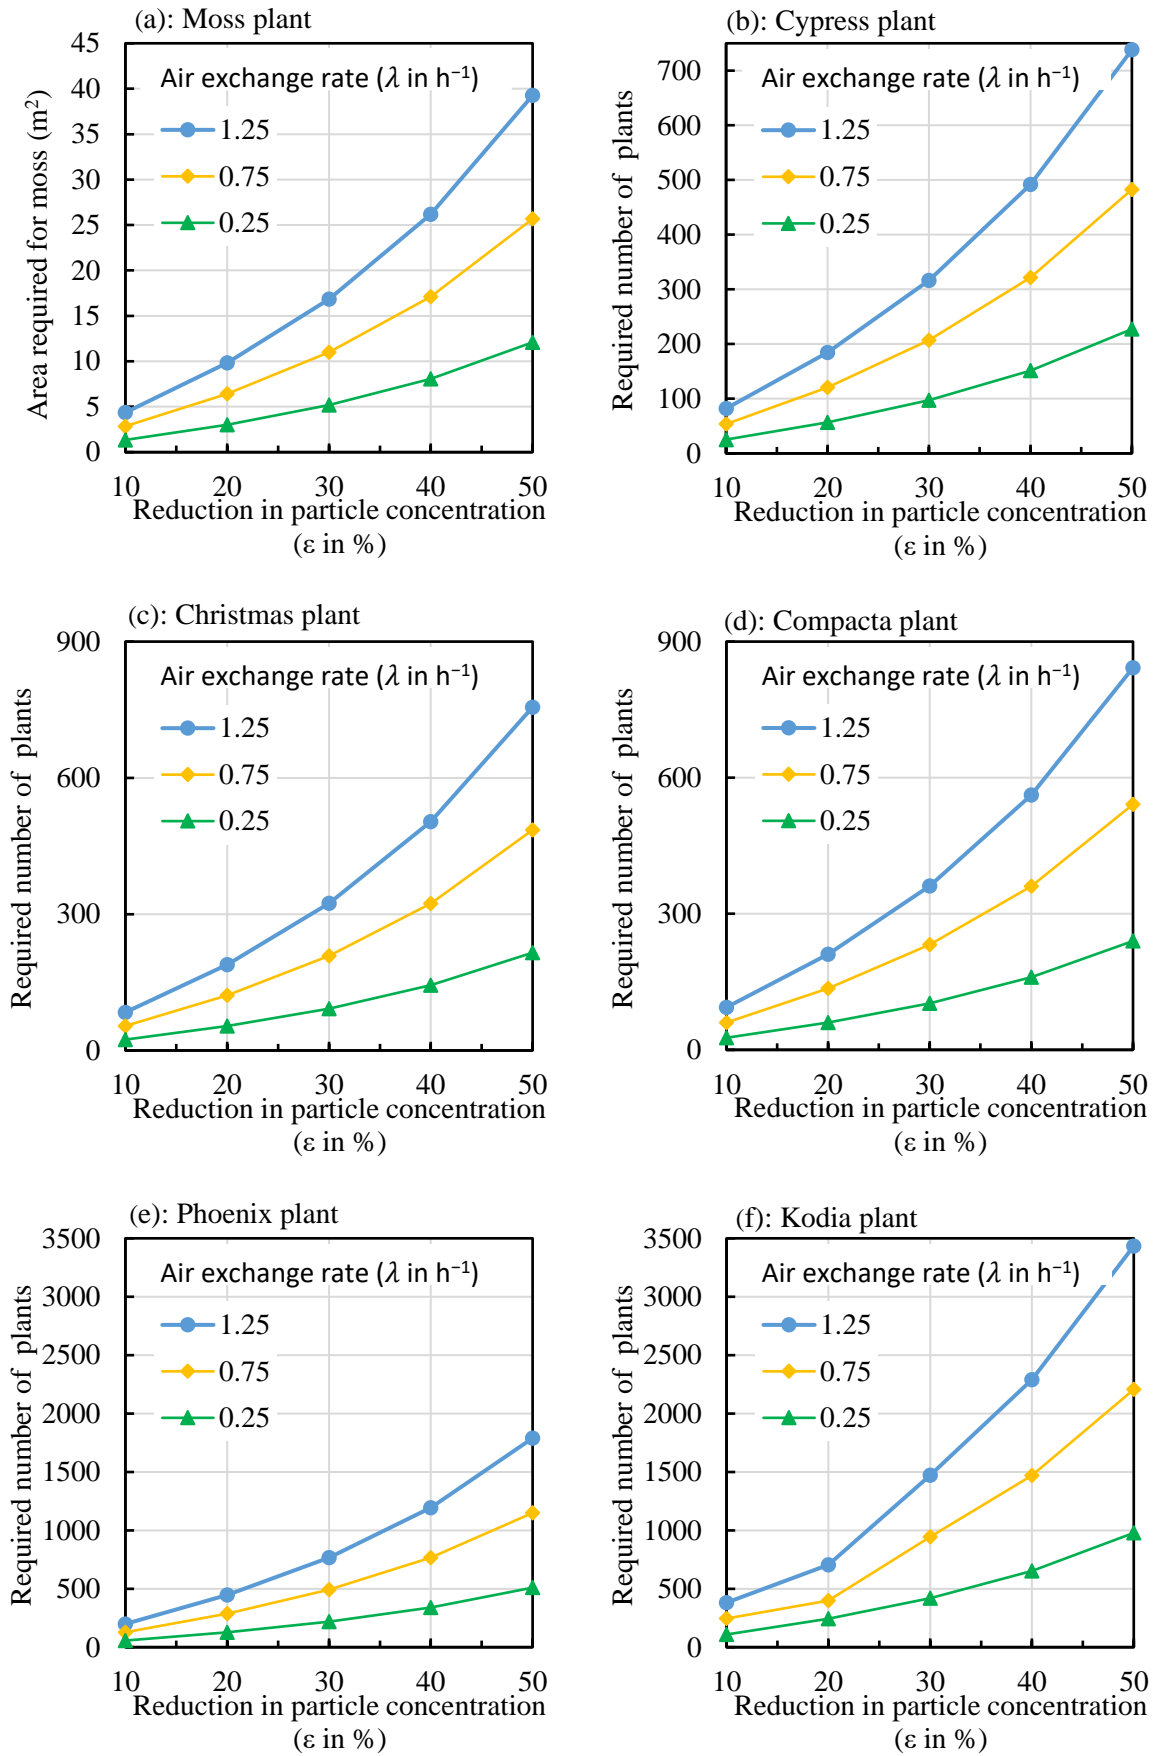 (a): Moss plant
Area required for moss (m²)
45
40
35
30
25
20
15
10
5
0
Air exchange rate (λ in h⁻¹)
1.25
0.75
0.25
10 20 30 40 50
Reduction in particle concentration
(ε in %)
(b): Cypress plant
Required number of plants
700
600
500
400
300
200
100
0
Air exchange rate (λ in h⁻¹)
1.25
0.75
0.25
10 20 30 40 50
Reduction in particle concentration
(ε in %)
(c): Christmas plant
Required number of plants
900
600
300
0
Air exchange rate (λ in h⁻¹)
1.25
0.75
0.25
10 20 30 40 50
Reduction in particle concentration
(ε in %)
(d): Compacta plant
Required number of plants
900
600
300
0
Air exchange rate (λ in h⁻¹)
1.25
0.75
0.25
10 20 30 40 50
Reduction in particle concentration
(ε in %)
(e): Phoenix plant
Required number of plants
3500
3000
2500
2000
1500
1000
500
0
Air exchange rate (λ in h⁻¹)
1.25
0.75
0.25
10 20 30 40 50
Reduction in particle concentration
(ε in %)
(f): Kodia plant
Required number of plants
3500
3000
2500
2000
1500
1000
500
0
Air exchange rate (λ in h⁻¹)
1.25
0.75
0.25
10 20 30 40 50
Reduction in particle concentration
(ε in %)